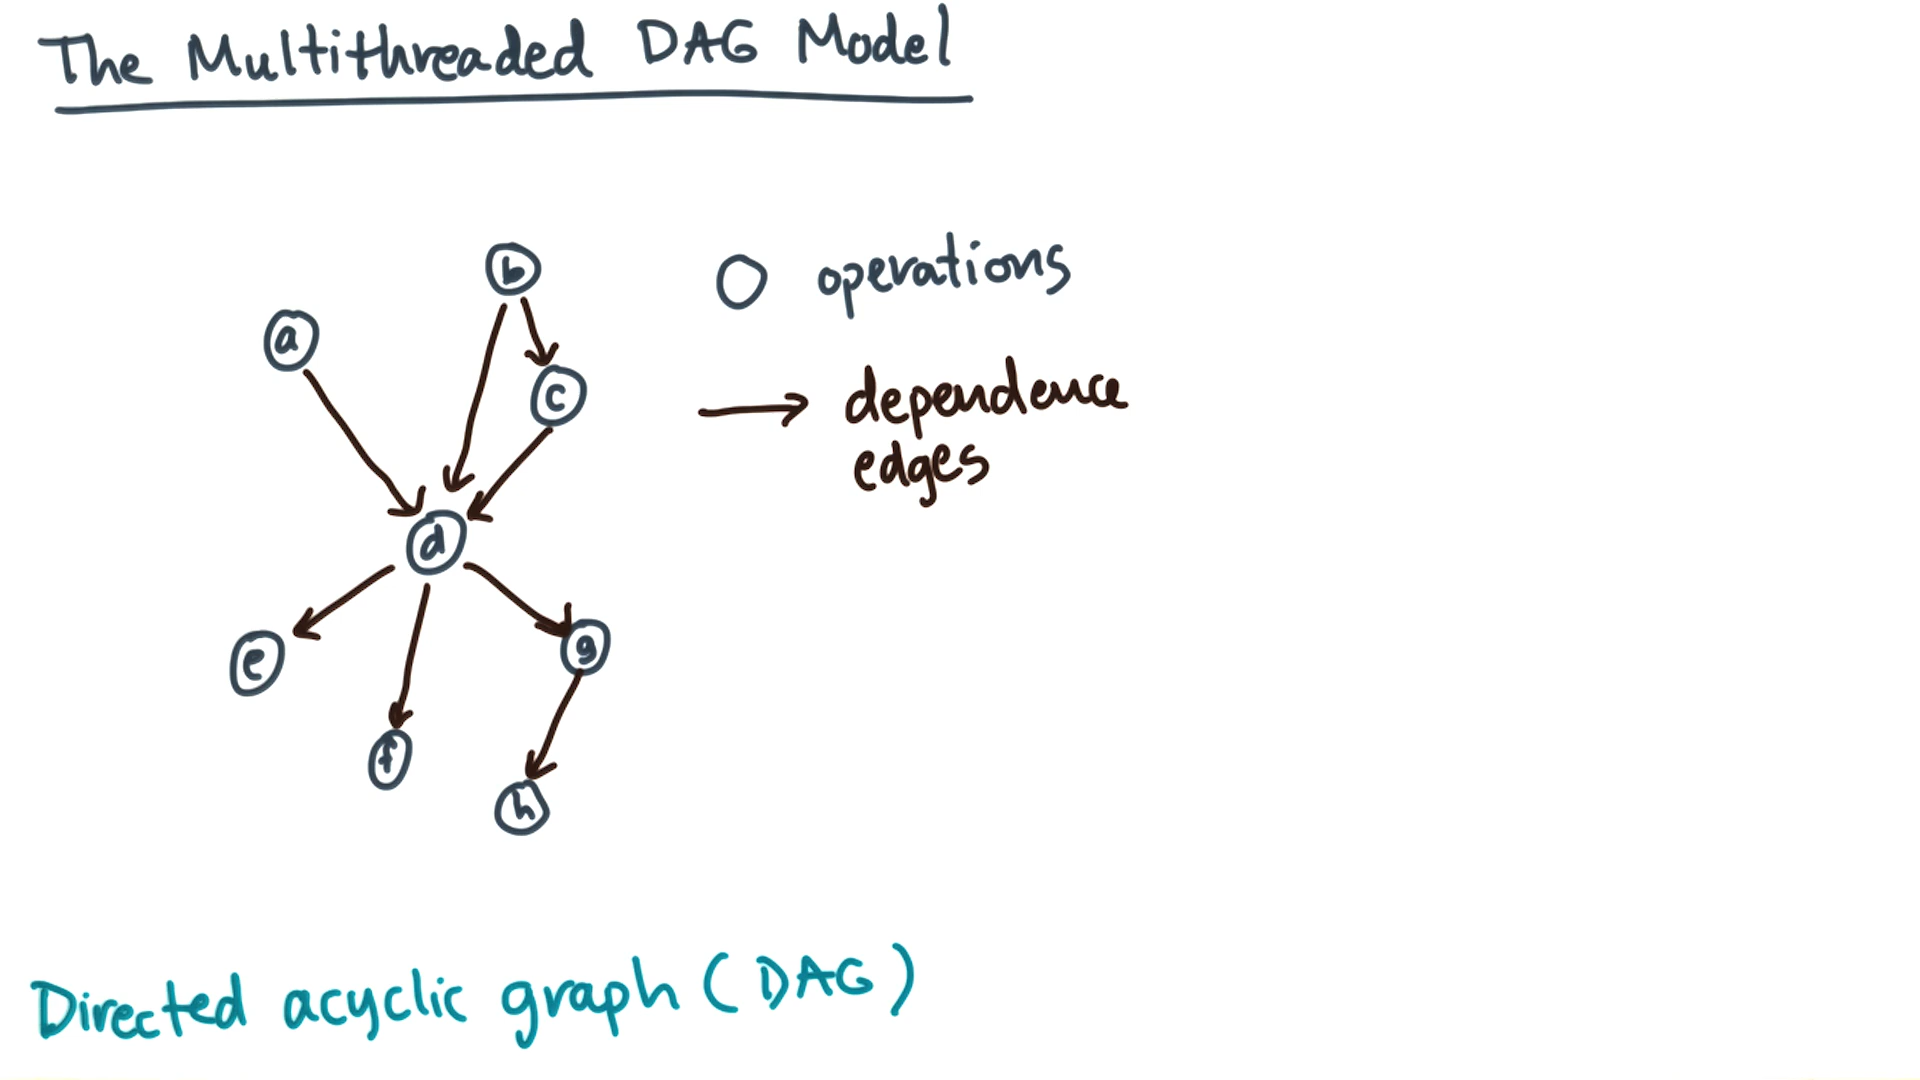 The Multithreaded DAG Model
b
operations
a
c
dependence
edges
d
e
g
f
h
Directed acyclic graph (DAG)